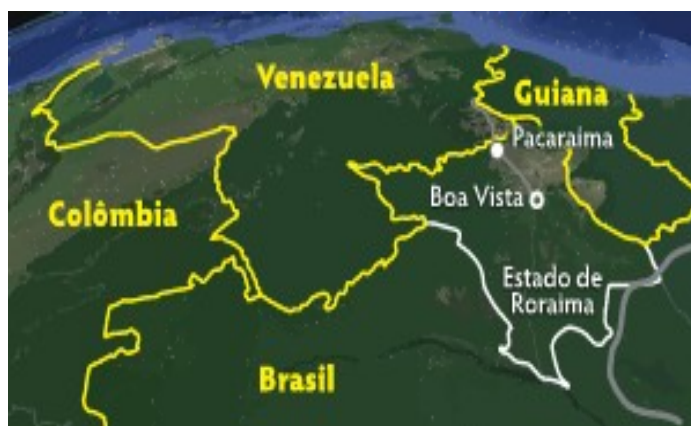 Venezuela
Guiana
Pacaraima
Colômbia
Boa Vista
Estado de
Roraima
Brasil